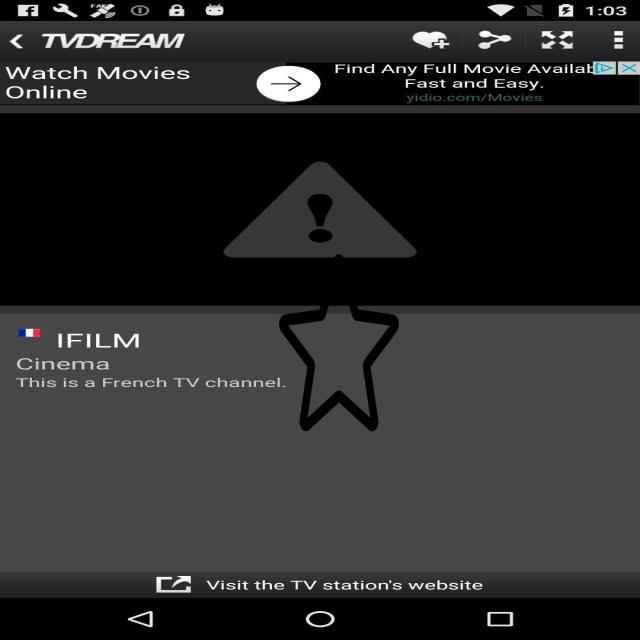 1:03
TVDREAM
Watch Movies
Online
Find Any Full Movie Availab
Fast and Easy.
yidio.com/Movies
IFILM
Cinema
This is a French TV channel.
Visit the TV station's website